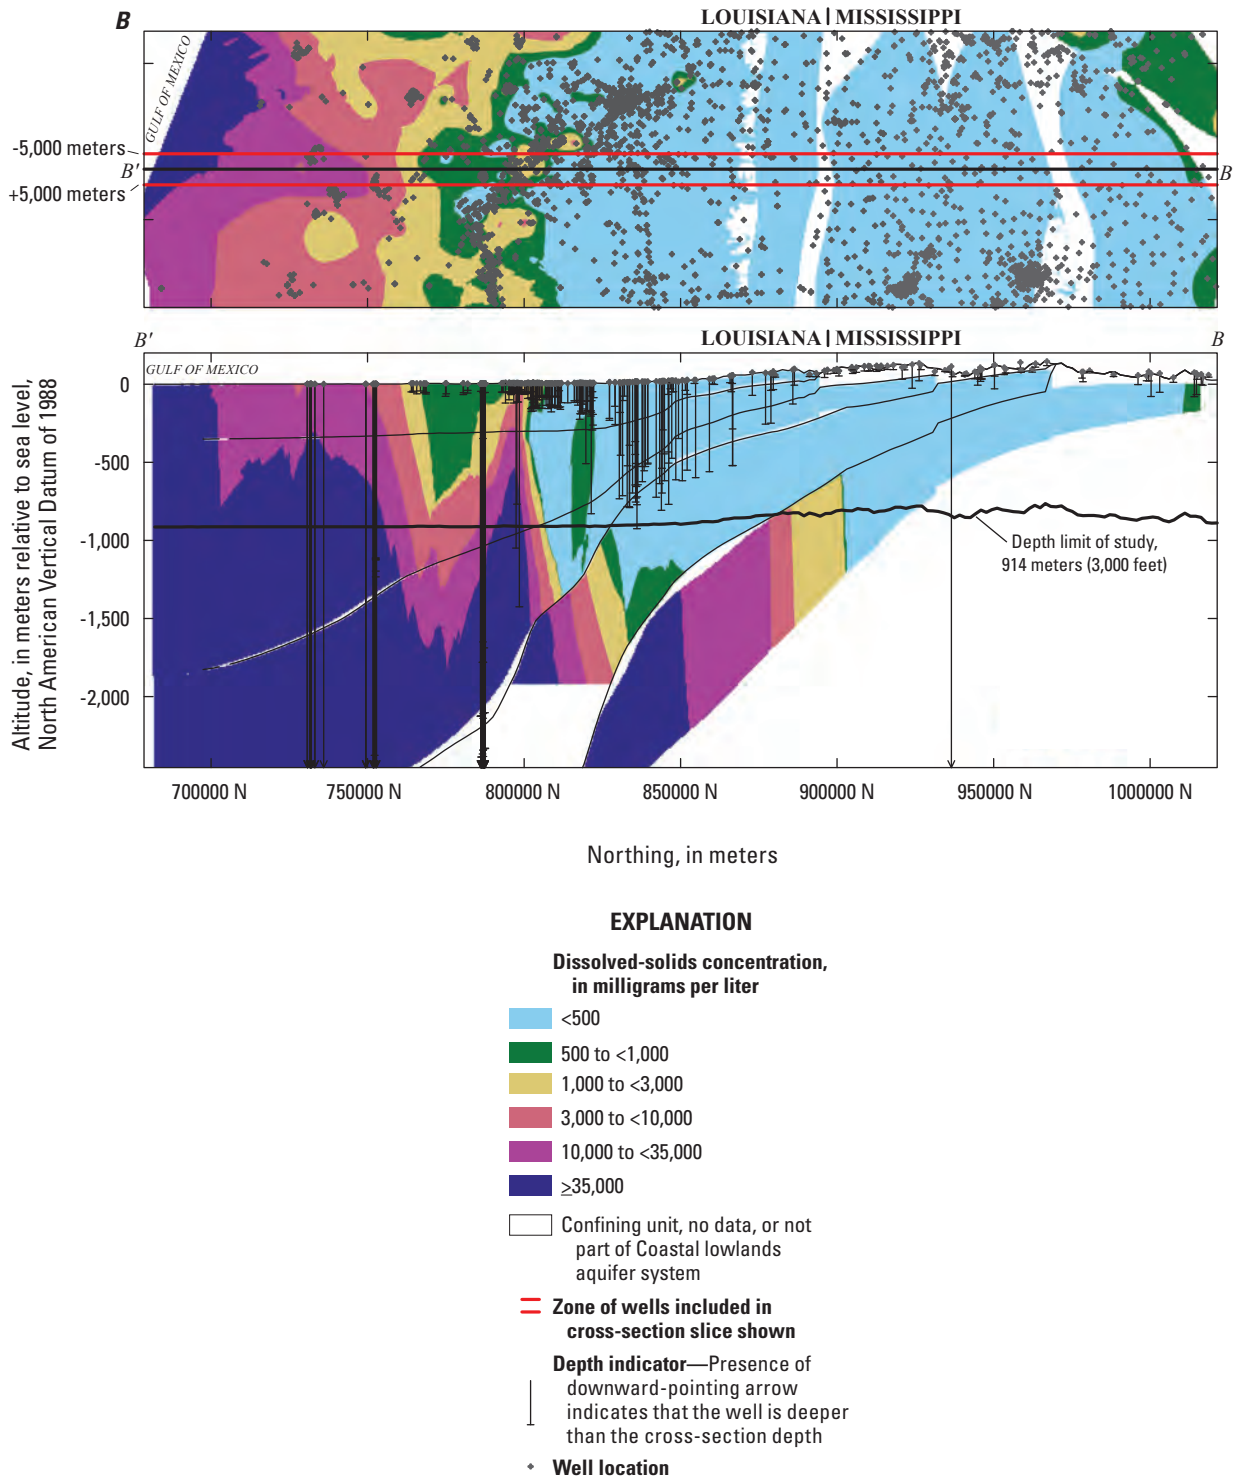 B
LOUISIANA | MISSISSIPPI
GULF OF MEXICO
-5,000 meters
B'
B
+5,000 meters
B'
LOUISIANA | MISSISSIPPI
B
GULF OF MEXICO
Altitude, in meters relative to sea level,
North American Vertical Datum of 1988
0
-500
-1,000
-1,500
-2,000
Depth limit of study,
914 meters (3,000 feet)
700000 N
750000 N
800000 N
850000 N
900000 N
950000 N
1000000 N
Northing, in meters
EXPLANATION
Dissolved-solids concentration,
in milligrams per liter
<500
500 to <1,000
1,000 to <3,000
3,000 to <10,000
10,000 to <35,000
≥35,000
Confining unit, no data, or not
part of Coastal lowlands
aquifer system
Zone of wells included in
cross-section slice shown
Depth indicator—Presence of
downward-pointing arrow
indicates that the well is deeper
than the cross-section depth
Well location